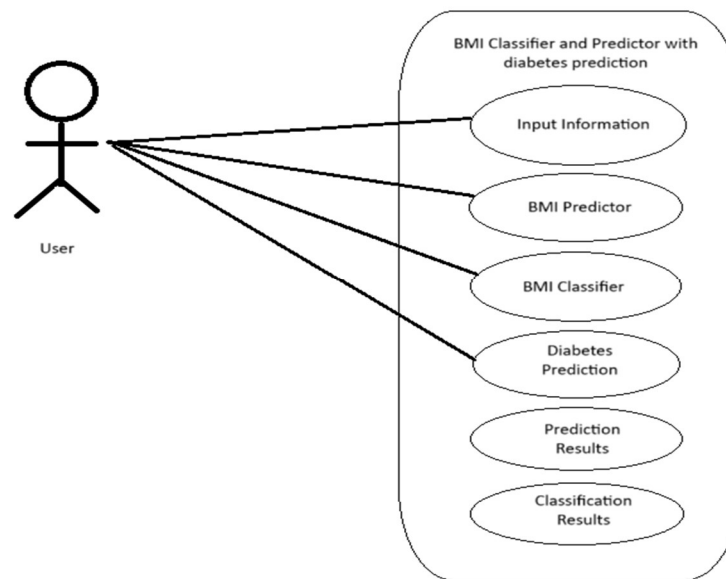 BMI Classifier and Predictor with
diabetes prediction
Input Information
BMI Predictor
User
BMI Classifier
Diabetes
Prediction
Prediction
Results
Classification
Results